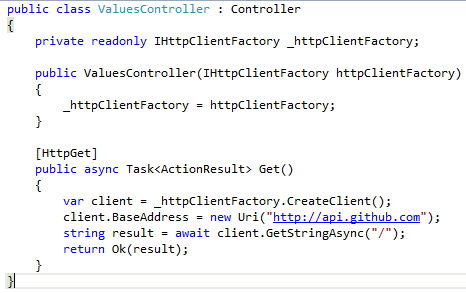 public class ValuesController : Controller
{
    private readonly IHttpClientFactory _httpClientFactory;

    public ValuesController(IHttpClientFactory httpClientFactory)
    {
        _httpClientFactory = httpClientFactory;
    }

    [HttpGet]
    public async Task<ActionResult> Get()
    {
        var client = _httpClientFactory.CreateClient();
        client.BaseAddress = new Uri("http://api.github.com");
        string result = await client.GetStringAsync("/");
        return Ok(result);
    }
}